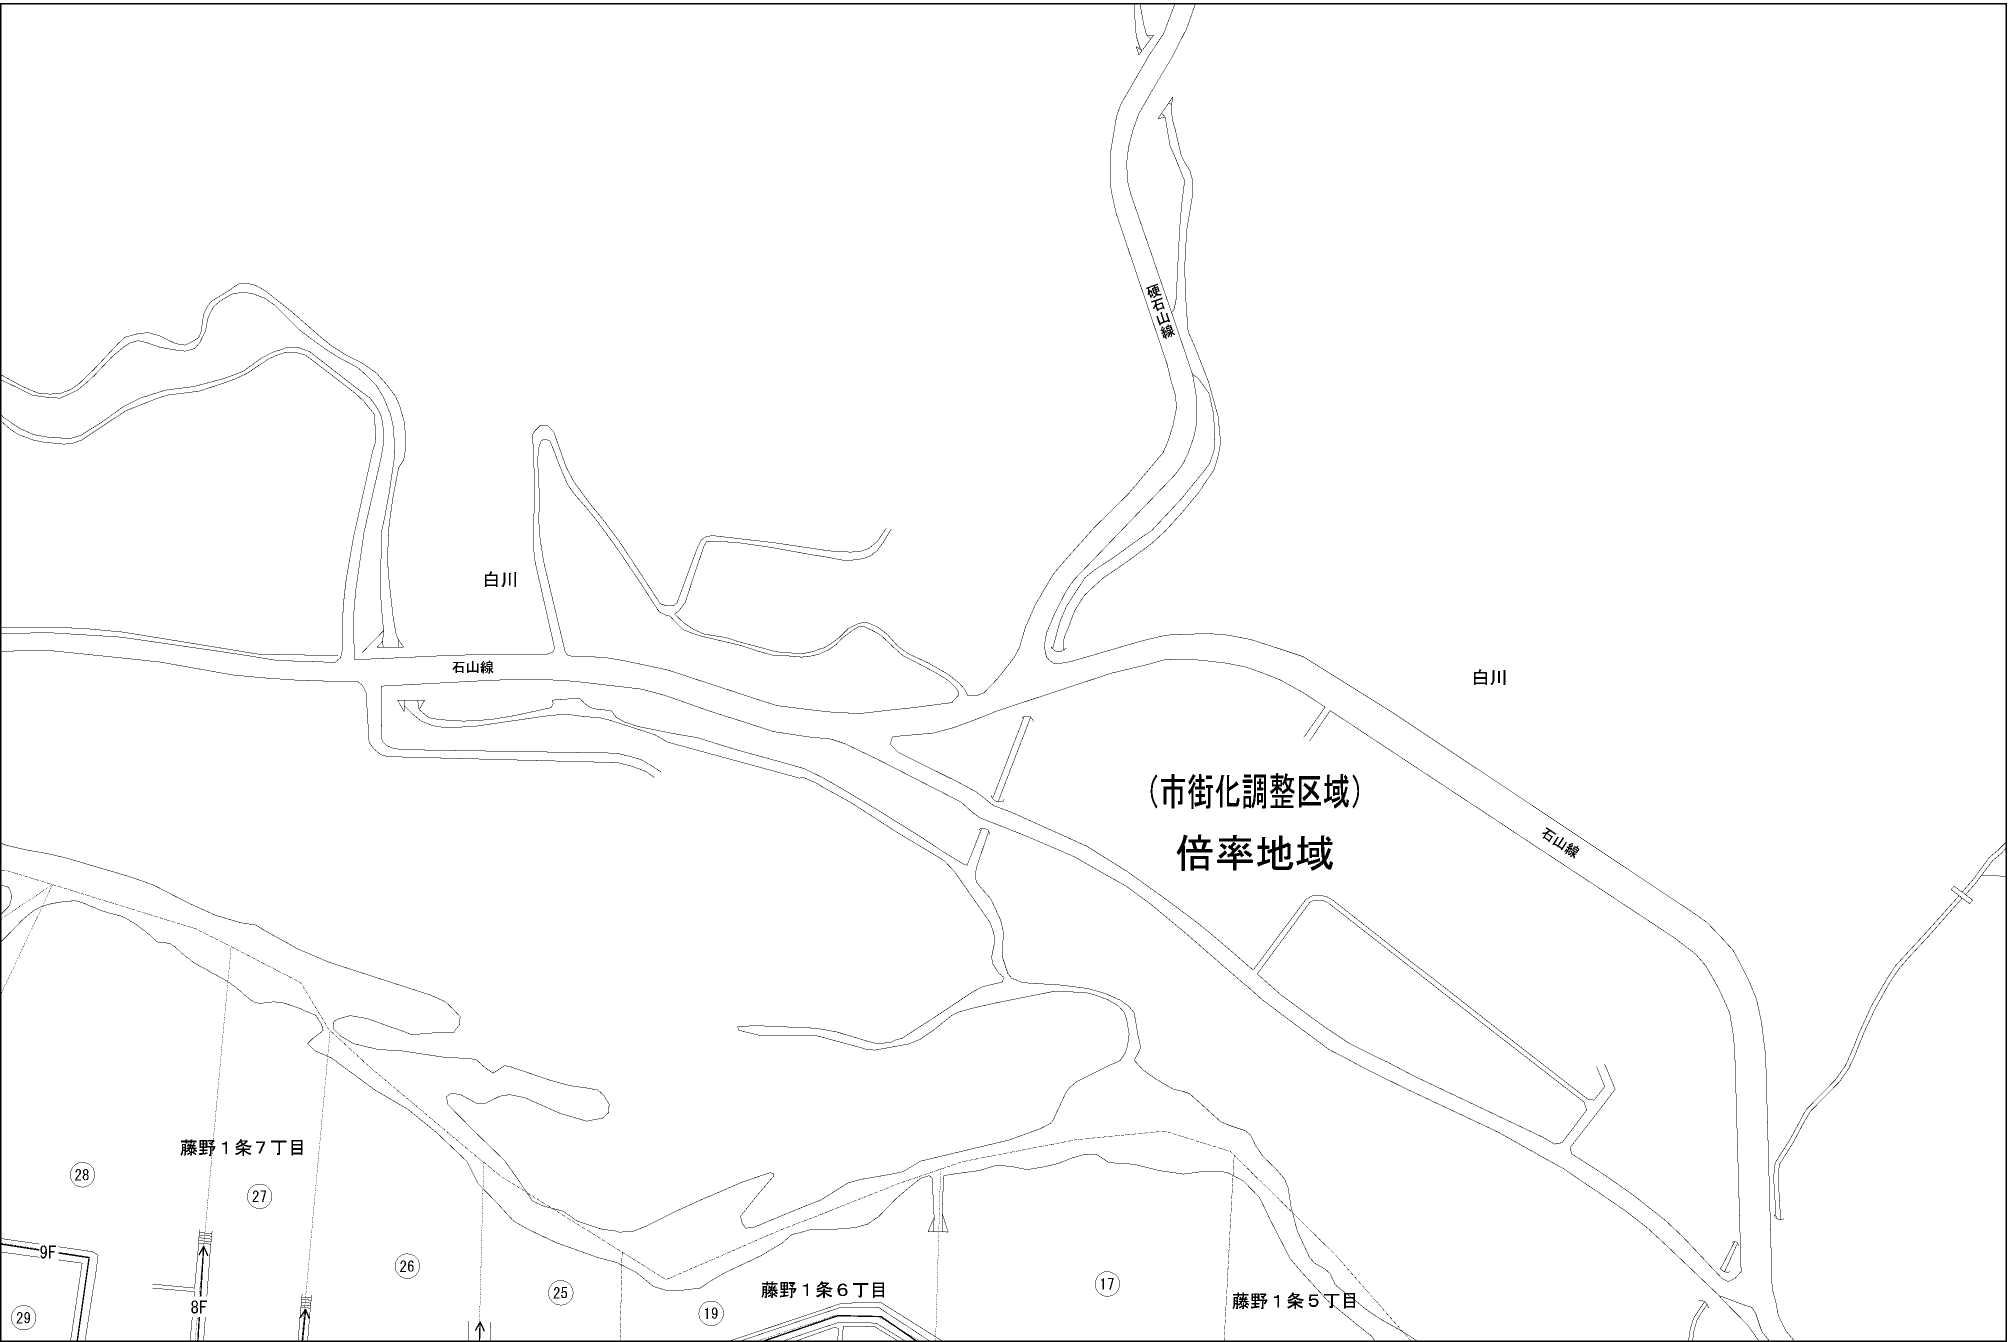 硬石山線
白川
石山線
白川
（市街化調整区域）
倍率地域
石山線
藤野１条７丁目
28
27
9F
26
8F
25
藤野１条６丁目
17
藤野１条５丁目
29
19